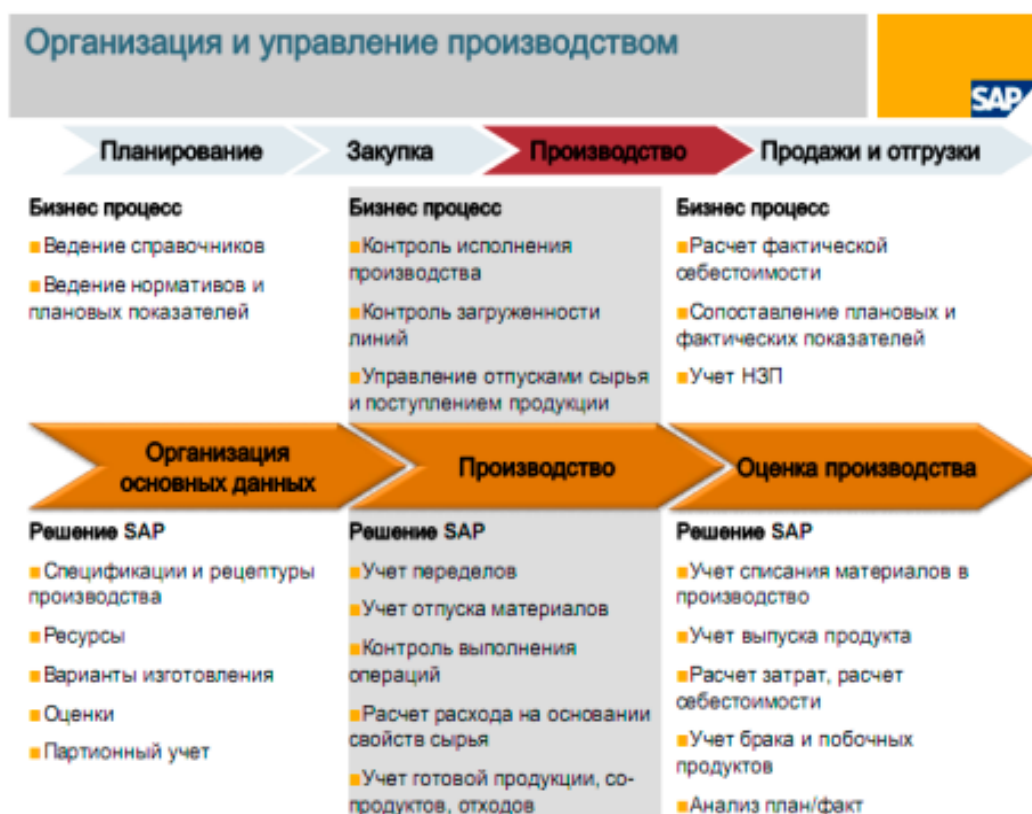 Организация и управление производством
SAP
Планирование
Закупка
Производство
Продажи и отгрузки
Бизнес процесс
Ведение справочников
Ведение нормативов и
плановых показателей
Бизнес процесс
Контроль исполнения
производства
Контроль загруженности
линий
Управление отпусками сырья
и поступлением продукции
Бизнес процесс
Расчет фактической
себестоимости
Сопоставление плановых и
фактических показателей
Учет НЗП
Организация
основных данных
Производство
Оценка производства
Решение SAP
Спецификации и рецептуры
производства
Ресурсы
Варианты изготовления
Оценки
Партионный учет
Решение SAP
Учет переделов
Учет отпуска материалов
Контроль выполнения
операций
Расчет расхода на основании
свойств сырья
Учет готовой продукции, со-
продуктов, отходов
Решение SAP
Учет списания материалов в
производство
Учет выпуска продукта
Расчет затрат, расчет
себестоимости
Учет брака и побочных
продуктов
Анализ план/факт